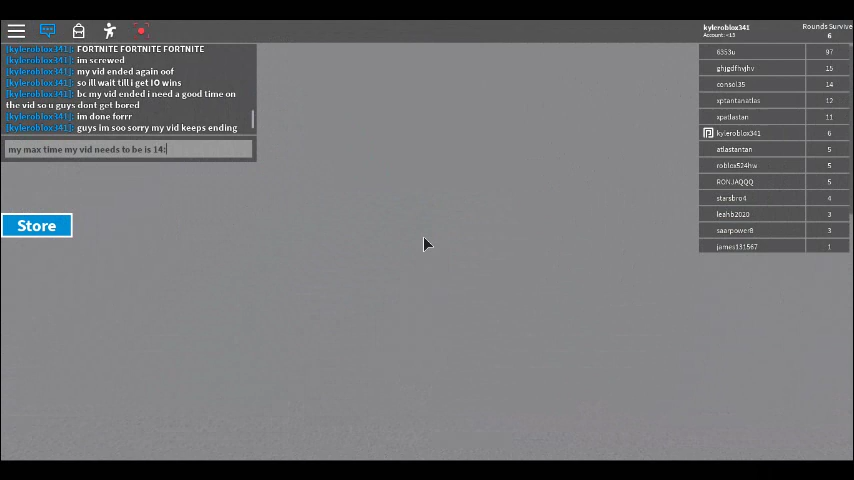 kyleroblox341
Account: <13
Rounds Survive
6
[kyleroblox341]: FORTNITE FORTNITE FORTNITE
[kyleroblox341]: im screwed
[kyleroblox341]: my vid ended again oof
[kyleroblox341]: so ill wait till i get IO wins
[kyleroblox341]: bc my vid ended i need a good time on
the vid so u guys dont get bored
[kyleroblox341]: im done forrr
[kyleroblox341]: guys im soo sorry my vid keeps ending
my max time my vid needs to be is 14:
Store
6353u 97
ghjgdfhvjhv 15
consol35 14
xptantanatlas 12
xpatlastan 11
kyleroblox341 6
atlastantan 5
roblox524hw 5
RONJAQQQ 5
starsbro4 4
leahb2020 3
saarpower8 3
james131567 1